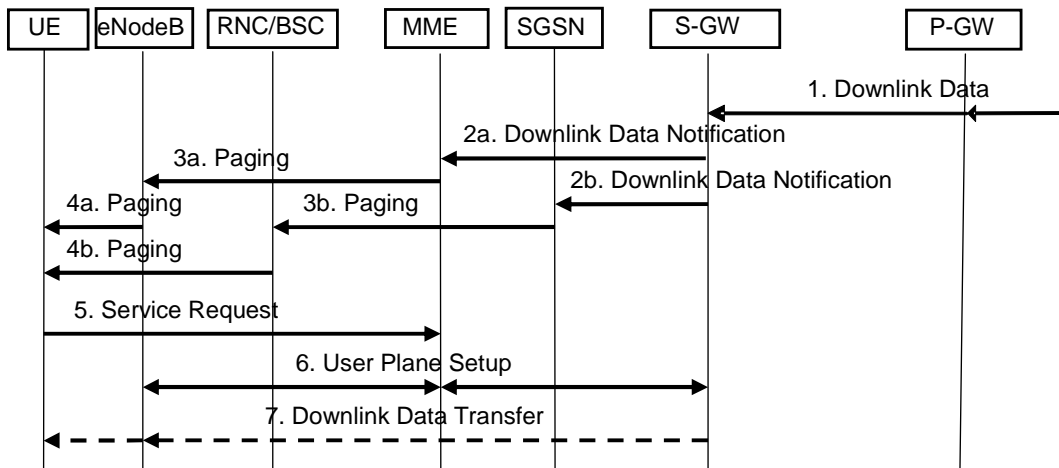 UE eNodeB RNC/BSC MME SGSN S-GW P-GW
1. Downlink Data
2a. Downlink Data Notification
3a. Paging
2b. Downlink Data Notification
4a. Paging 3b. Paging
4b. Paging
5. Service Request
6. User Plane Setup
7. Downlink Data Transfer